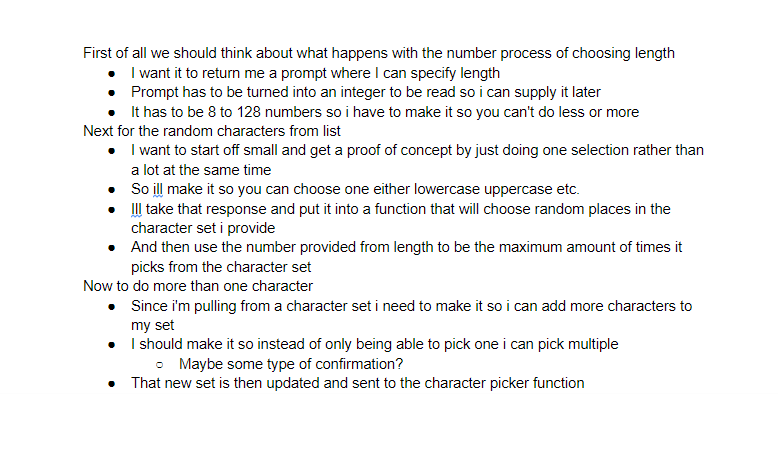 First of all we should think about what happens with the number process of choosing length
● I want it to return me a prompt where I can specify length
● Prompt has to be turned into an integer to be read so i can supply it later
● It has to be 8 to 128 numbers so i have to make it so you can't do less or more
Next for the random characters from list
● I want to start off small and get a proof of concept by just doing one selection rather than
a lot at the same time
● So ill make it so you can choose one either lowercase uppercase etc.
● Ill take that response and put it into a function that will choose random places in the
character set i provide
● And then use the number provided from length to be the maximum amount of times it
picks from the character set
Now to do more than one character
● Since i'm pulling from a character set i need to make it so i can add more characters to
my set
● I should make it so instead of only being able to pick one i can pick multiple
○ Maybe some type of confirmation?
● That new set is then updated and sent to the character picker function